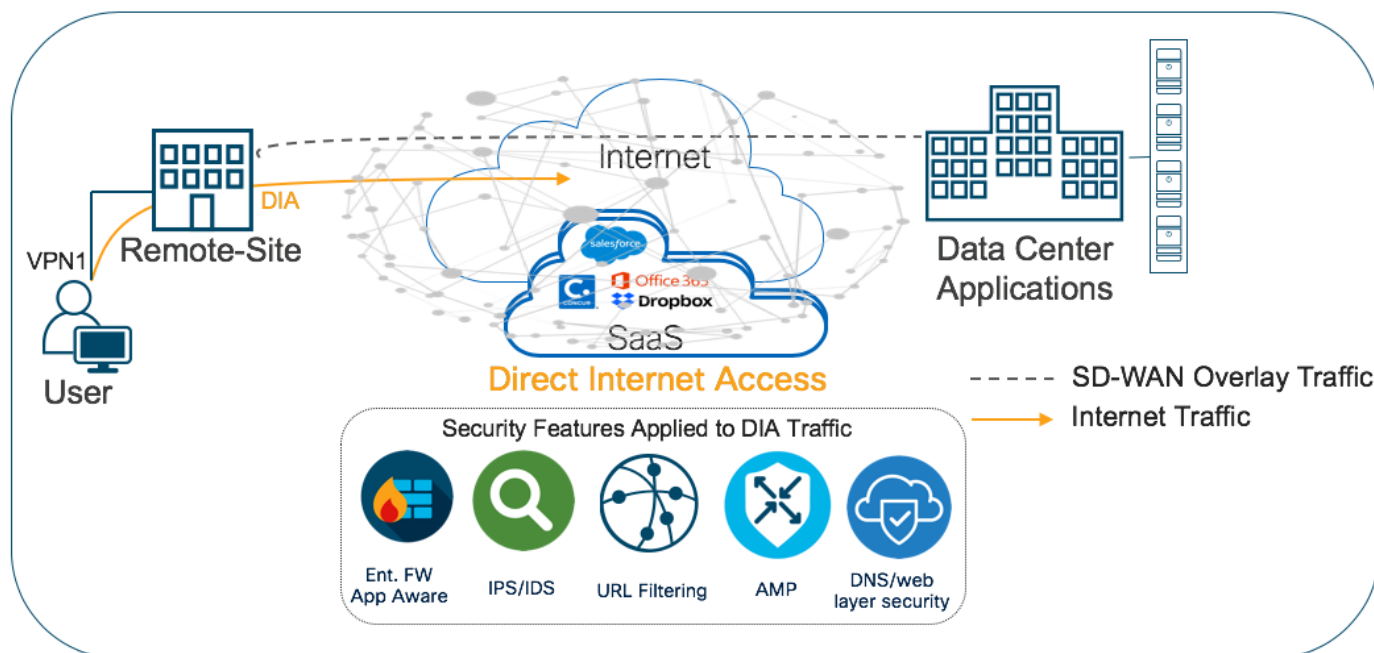 Internet
DIA
Remote-Site
VPN1
User
salesforce
C.
CONCUR
Office 365
Dropbox
SaaS
Direct Internet Access
Data Center
Applications
SD-WAN Overlay Traffic
Internet Traffic
Security Features Applied to DIA Traffic
Ent. FW
App Aware
IPS/IDS
URL Filtering
AMP
DNS/web
layer security